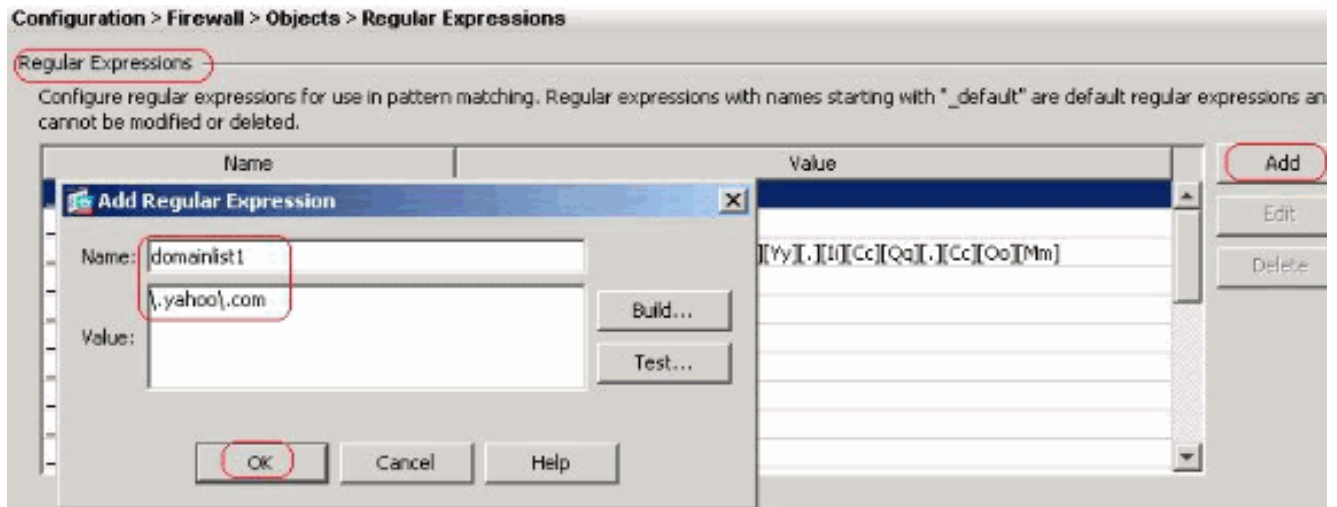 Configuration > Firewall > Objects > Regular Expressions
Regular Expressions
Configure regular expressions for use in pattern matching. Regular expressions with names starting with "_default" are default regular expressions an
cannot be modified or deleted.
Name Value
Add
Add Regular Expression
Edit
Name: domainlist1
][Yy][.][Ii][Cc][Qq][.][Cc][Oo][Mm]
Delete
\.yahoo\.com
Build...
Value:
Test...
OK Cancel Help